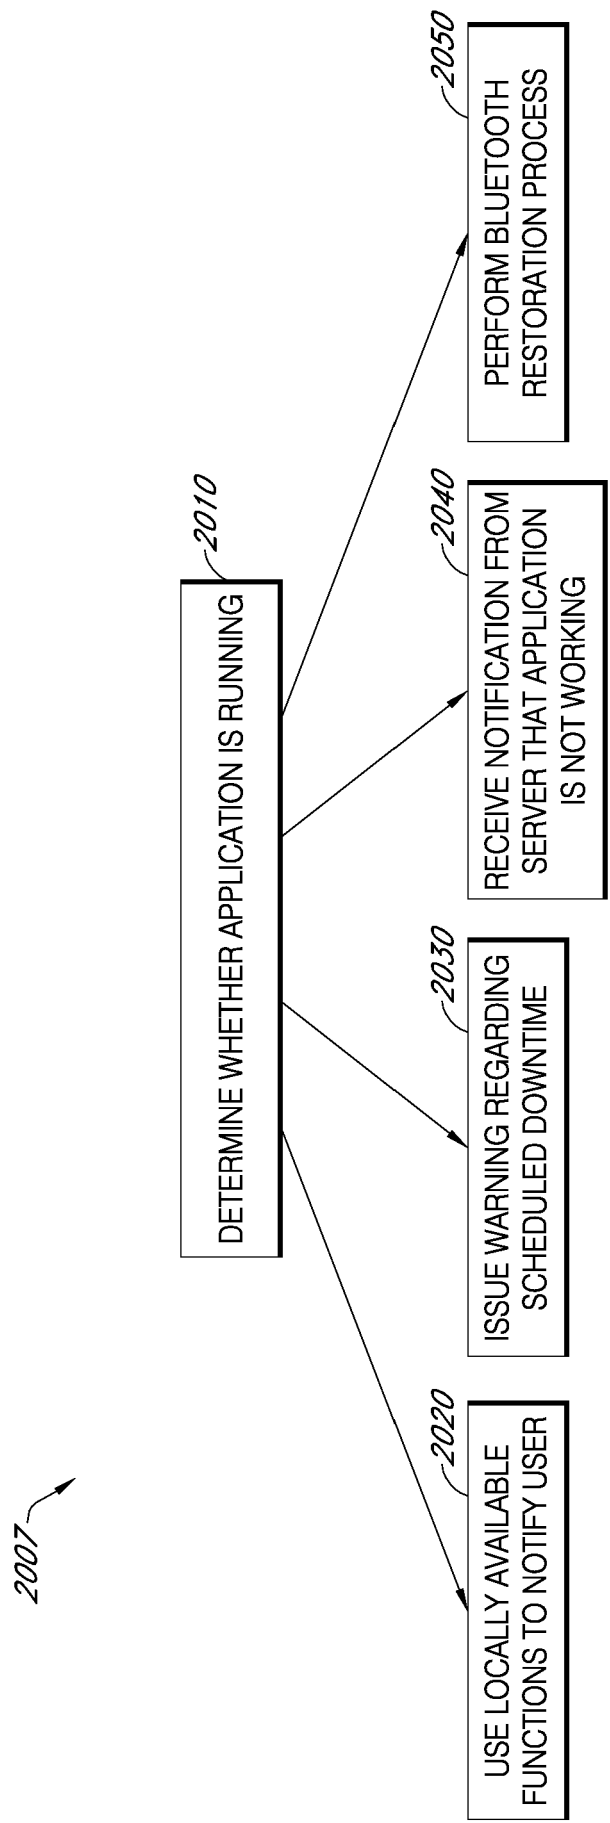 2007
DETERMINE WHETHER APPLICATION IS RUNNING
2010
USE LOCALLY AVAILABLE
FUNCTIONS TO NOTIFY USER
2020
ISSUE WARNING REGARDING
SCHEDULED DOWNTIME
2030
RECEIVE NOTIFICATION FROM
SERVER THAT APPLICATION
IS NOT WORKING
2040
PERFORM BLUETOOTH
RESTORATION PROCESS
2050